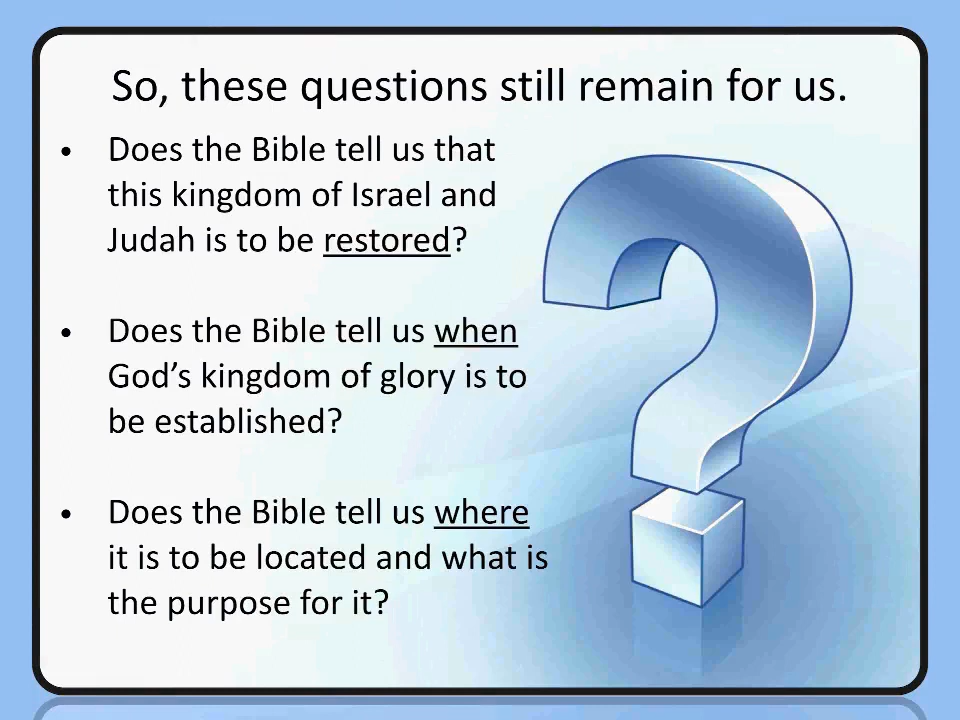 So, these questions still remain for us.
• Does the Bible tell us that
this kingdom of Israel and
Judah is to be restored?
• Does the Bible tell us when
God’s kingdom of glory is to
be established?
• Does the Bible tell us where
it is to be located and what is
the purpose for it?